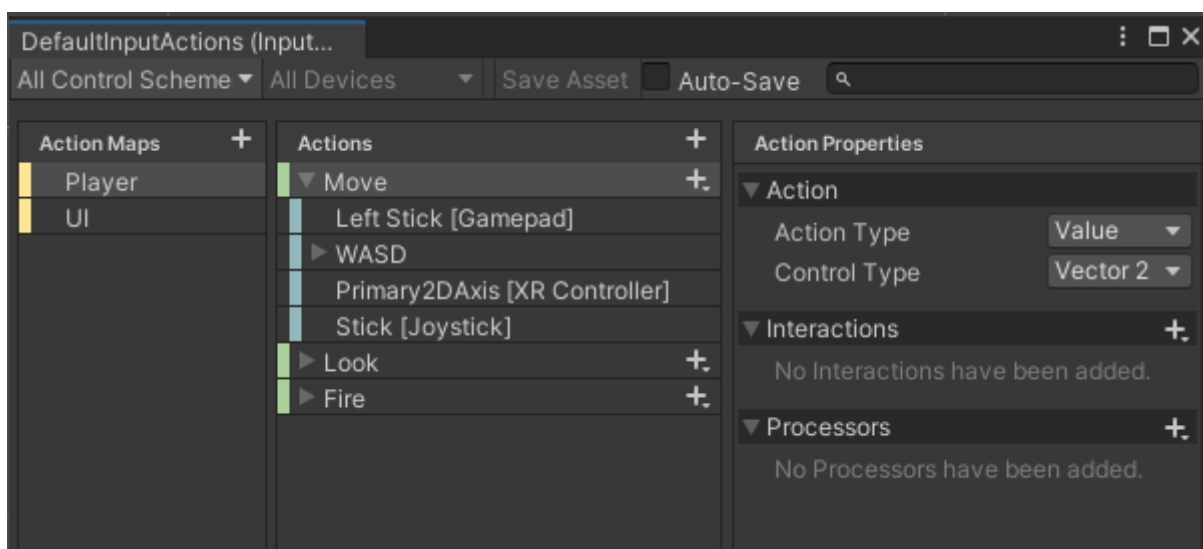 DefaultInputActions (Input...
All Control Scheme All Devices Save Asset Auto-Save
Action Maps
Player
UI
Actions
Move
Left Stick [Gamepad]
WASD
Primary2DAxis [XR Controller]
Stick [Joystick]
Look
Fire
Action Properties
Action
Action Type Value
Control Type Vector 2
Interactions
No Interactions have been added.
Processors
No Processors have been added.